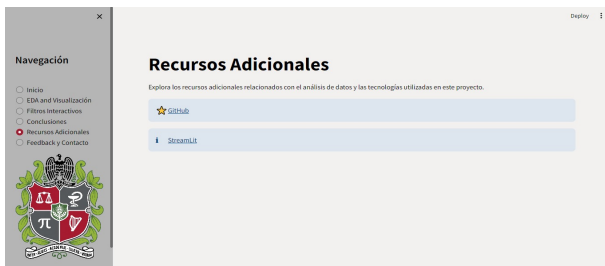 ×
Deploy
Navegación
Inicio
EDA and Visualización
Filtros Interactivos
Conclusiones
Recursos Adicionales
Feedback y Contacto
Recursos Adicionales
Explora los recursos adicionales relacionados con el análisis de datos y las tecnologías utilizadas en este proyecto.
GitHub
i StreamLit
π